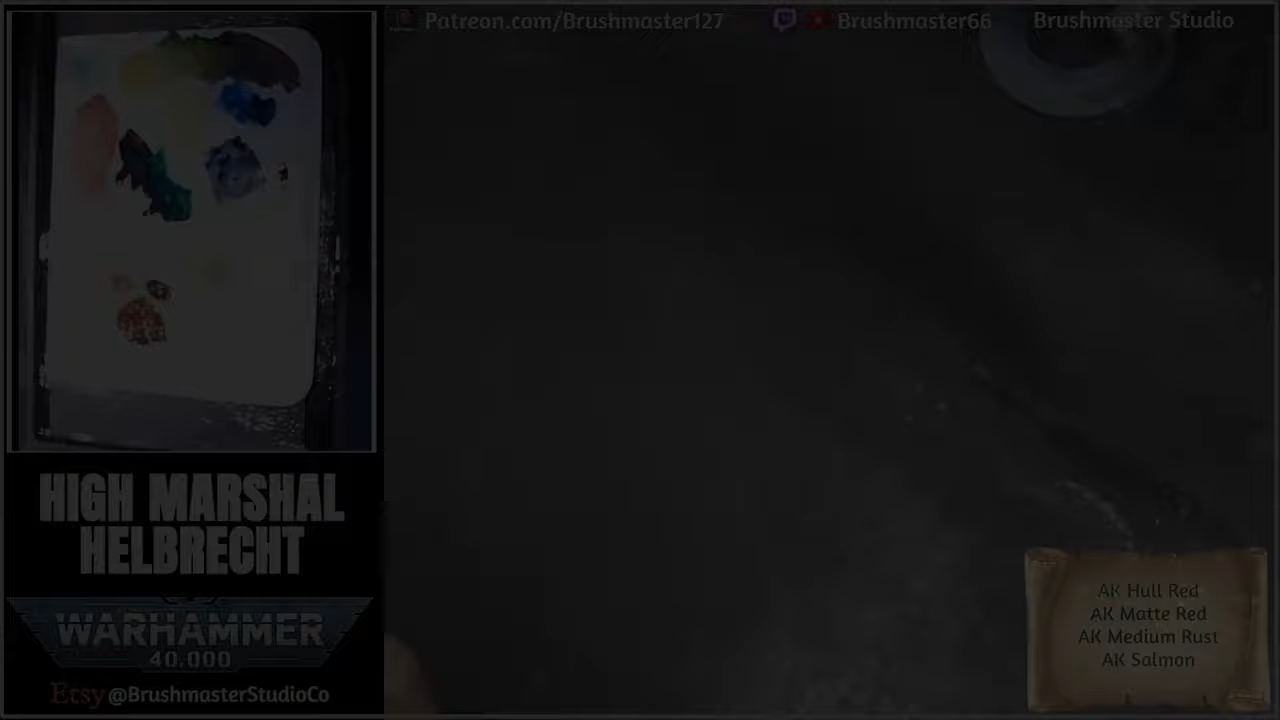 Patreon.com/Brushmaster127
Brushmaster66
Brushmaster Studio
HIGH MARSHAL
HELBRECHT
WARHAMMER
40.000
Etsy @BrushmasterStudioCo
AK Hull Red
AK Matte Red
AK Medium Rust
AK Salmon